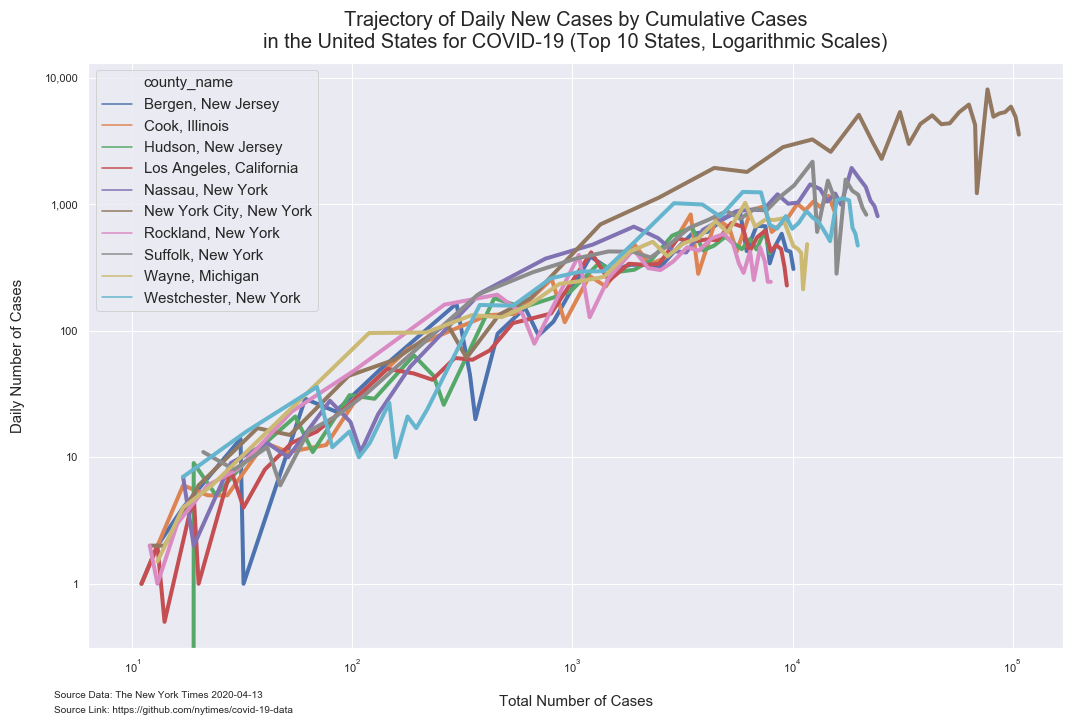 Trajectory of Daily New Cases by Cumulative Cases
in the United States for COVID-19 (Top 10 States, Logarithmic Scales)
10,000
1,000
100
10
1
Daily Number of Cases
county_name
Bergen, New Jersey
Cook, Illinois
Hudson, New Jersey
Los Angeles, California
Nassau, New York
New York City, New York
Rockland, New York
Suffolk, New York
Wayne, Michigan
Westchester, New York
10¹ 10² 10³ 10⁴ 10⁵
Total Number of Cases
Source Data: The New York Times 2020-04-13
Source Link: https://github.com/nytimes/covid-19-data